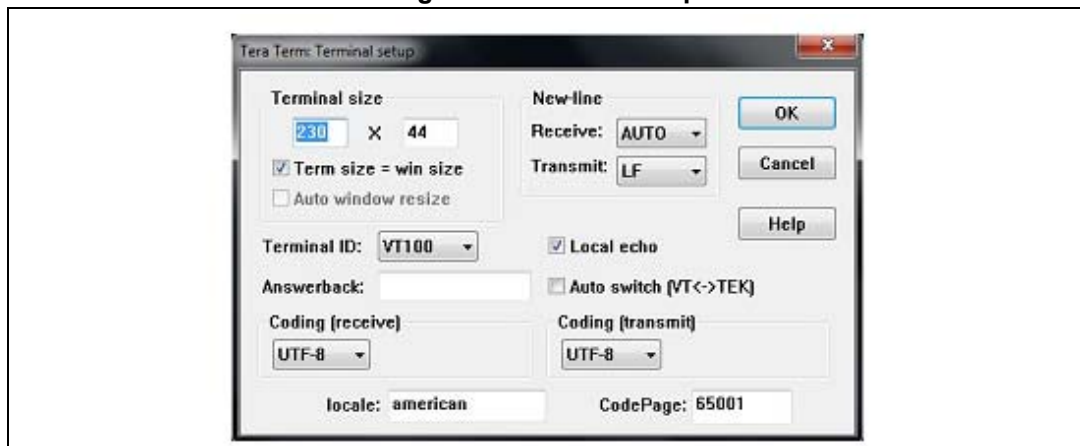 Tera Term: Terminal setup
x
Terminal size
230 X 44
Term size = win size
Auto window resize
New-line
Receive: AUTO
Transmit: LF
OK
Cancel
Help
Terminal ID: VT100
Local echo
Answerback:
Auto switch (VT<->TEK)
Coding (receive)
UTF-8
Coding (transmit)
UTF-8
locale: american
CodePage: 65001